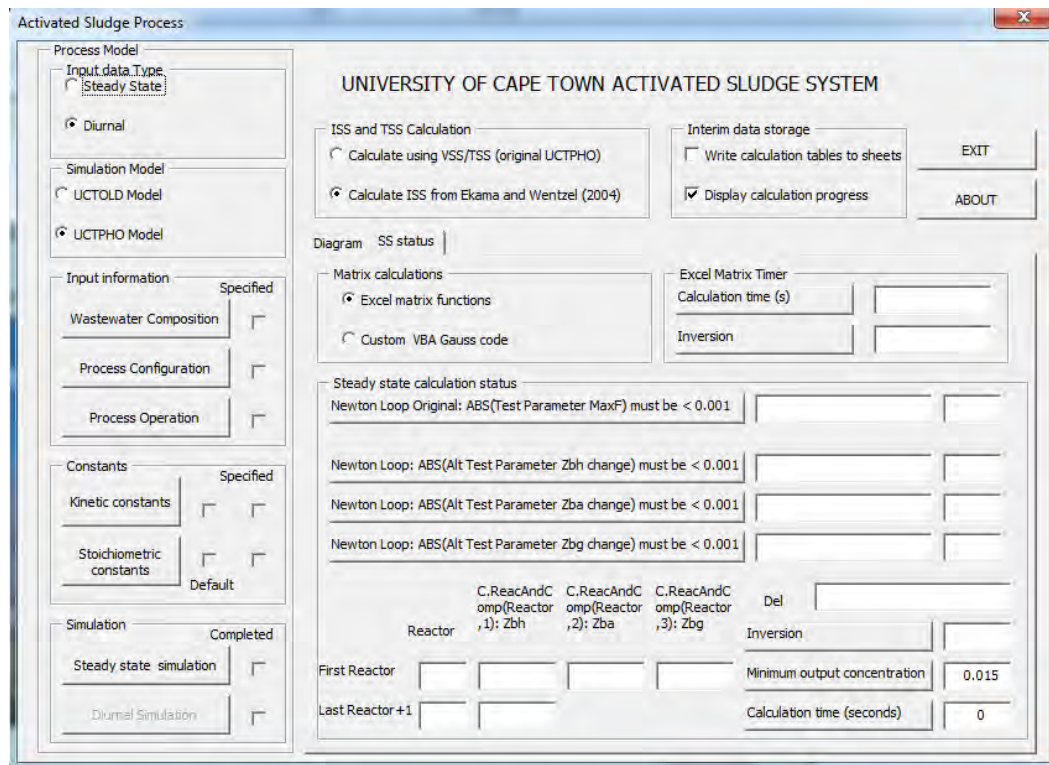 Activated Sludge Process
x
Process Model
Input data Type
Steady State
Diurnal
Simulation Model
UCTOLD Model
UCTPHO Model
Input information
Specified
Wastewater Composition
Process Configuration
Process Operation
Constants
Specified
Kinetic constants
Stoichiometric
constants
Default
Simulation
Completed
Steady state simulation
Diurnal Simulation
UNIVERSITY OF CAPE TOWN ACTIVATED SLUDGE SYSTEM
ISS and TSS Calculation
Calculate using VSS/TSS (original UCTPHO)
Calculate ISS from Ekama and Wentzel (2004)
Interim data storage
Write calculation tables to sheets
Display calculation progress
EXIT
ABOUT
Diagram SS status
Matrix calculations
Excel matrix functions
Custom VBA Gauss code
Excel Matrix Timer
Calculation time (s)
Inversion
Steady state calculation status
Newton Loop Original: ABS(Test Parameter MaxF) must be < 0.001
Newton Loop: ABS(Alt Test Parameter Zbh change) must be < 0.001
Newton Loop: ABS(Alt Test Parameter Zba change) must be < 0.001
Newton Loop: ABS(Alt Test Parameter Zbg change) must be < 0.001
Reactor
C.ReacAndC
omp(Reactor
,1): Zbh
C.ReacAndC
omp(Reactor
,2): Zba
C.ReacAndC
omp(Reactor
,3): Zbg
First Reactor
Last Reactor+1
Del
Inversion
Minimum output concentration 0.015
Calculation time (seconds) 0